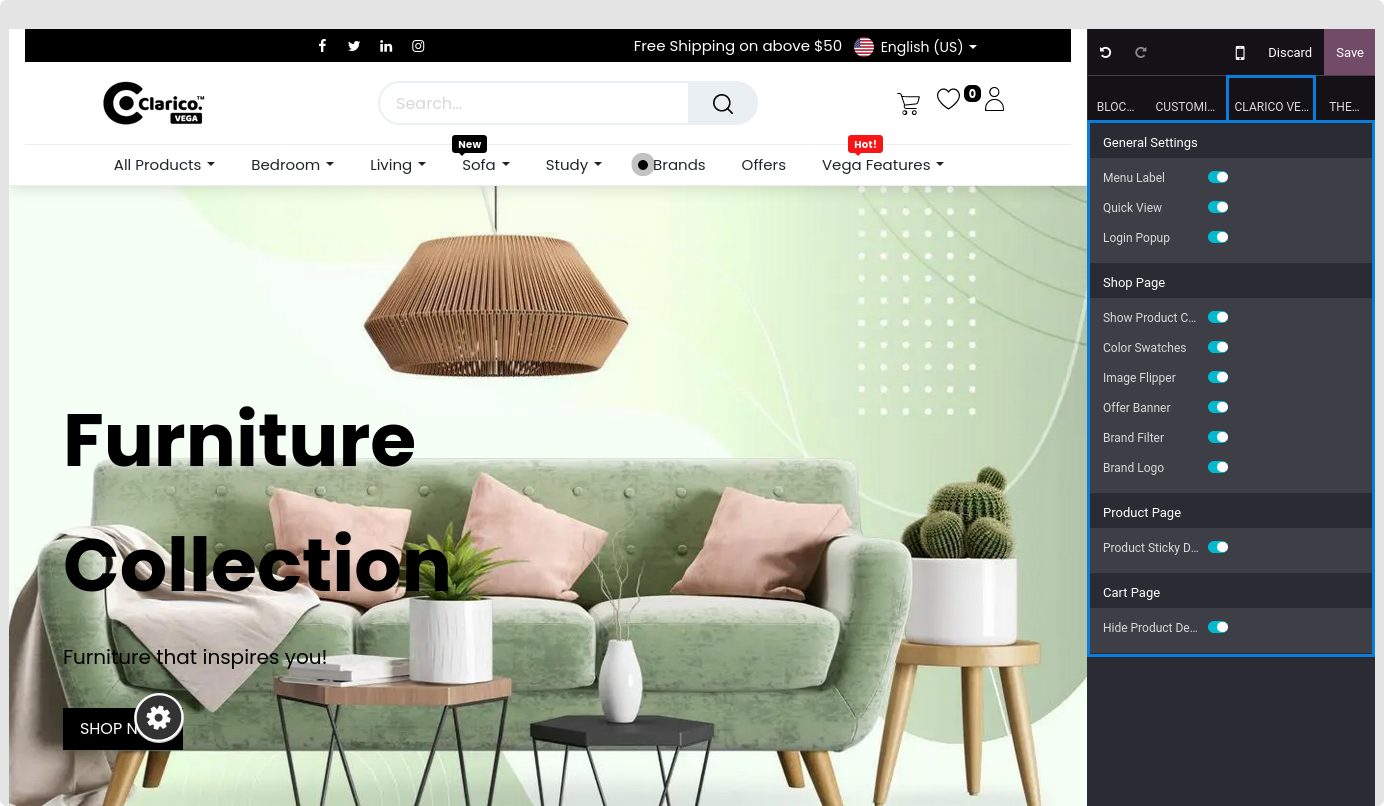 Free Shipping on above $50 English (US)
Clarico.™
VEGA
Search...
0
New
Hot!
All Products Bedroom Living Sofa Study Brands Offers Vega Features
Furniture
Collection
Furniture that inspires you!
SHOP N
Discard Save
BLOC... CUSTOMI... CLARICO VE... THE...
General Settings
Menu Label
Quick View
Login Popup
Shop Page
Show Product C...
Color Swatches
Image Flipper
Offer Banner
Brand Filter
Brand Logo
Product Page
Product Sticky D...
Cart Page
Hide Product De...